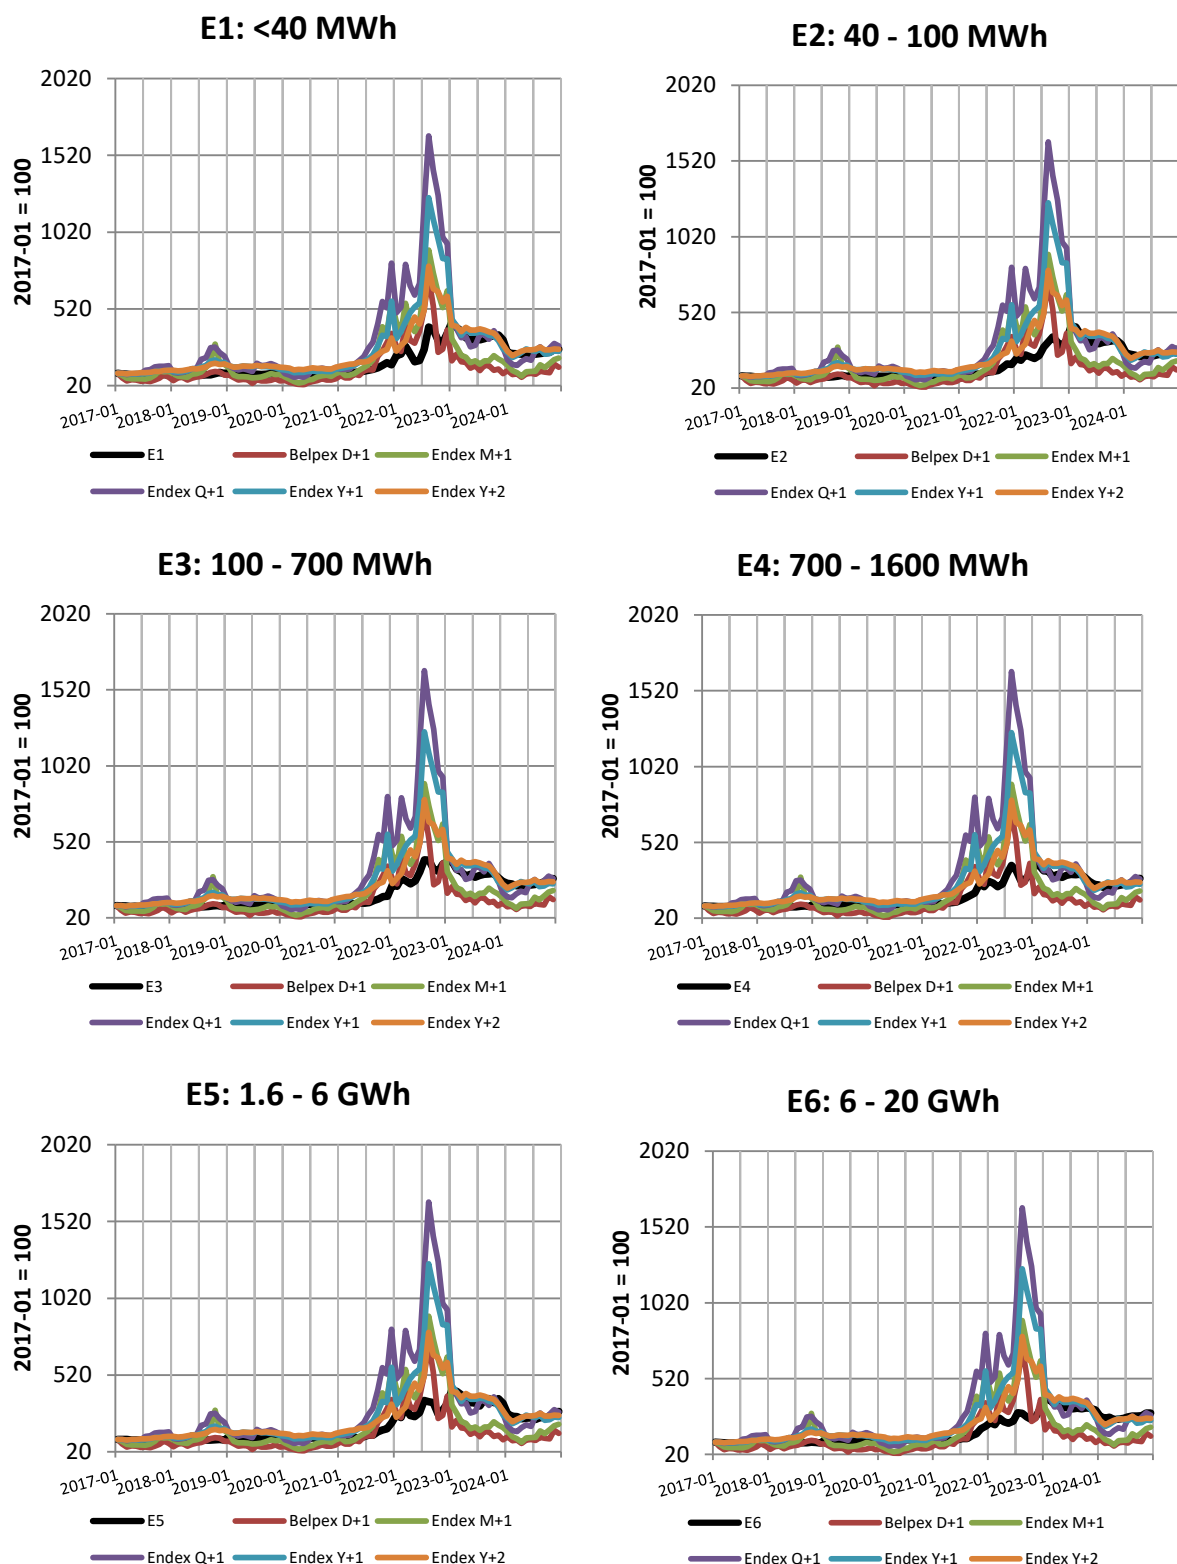 E1: <40 MWh
2017-01 = 100
2020
1520
1020
520
20
2017-01 2018-01 2019-01 2020-01 2021-01 2022-01 2023-01 2024-01
E1 Belpex D+1 Endex M+1
Endex Q+1 Endex Y+1 Endex Y+2
E2: 40 - 100 MWh
2017-01 = 100
2020
1520
1020
520
20
2017-01 2018-01 2019-01 2020-01 2021-01 2022-01 2023-01 2024-01
E2 Belpex D+1 Endex M+1
Endex Q+1 Endex Y+1 Endex Y+2
E3: 100 - 700 MWh
2017-01 = 100
2020
1520
1020
520
20
2017-01 2018-01 2019-01 2020-01 2021-01 2022-01 2023-01 2024-01
E3 Belpex D+1 Endex M+1
Endex Q+1 Endex Y+1 Endex Y+2
E4: 700 - 1600 MWh
2017-01 = 100
2020
1520
1020
520
20
2017-01 2018-01 2019-01 2020-01 2021-01 2022-01 2023-01 2024-01
E4 Belpex D+1 Endex M+1
Endex Q+1 Endex Y+1 Endex Y+2
E5: 1.6 - 6 GWh
2017-01 = 100
2020
1520
1020
520
20
2017-01 2018-01 2019-01 2020-01 2021-01 2022-01 2023-01 2024-01
E5 Belpex D+1 Endex M+1
Endex Q+1 Endex Y+1 Endex Y+2
E6: 6 - 20 GWh
2017-01 = 100
2020
1520
1020
520
20
2017-01 2018-01 2019-01 2020-01 2021-01 2022-01 2023-01 2024-01
E6 Belpex D+1 Endex M+1
Endex Q+1 Endex Y+1 Endex Y+2